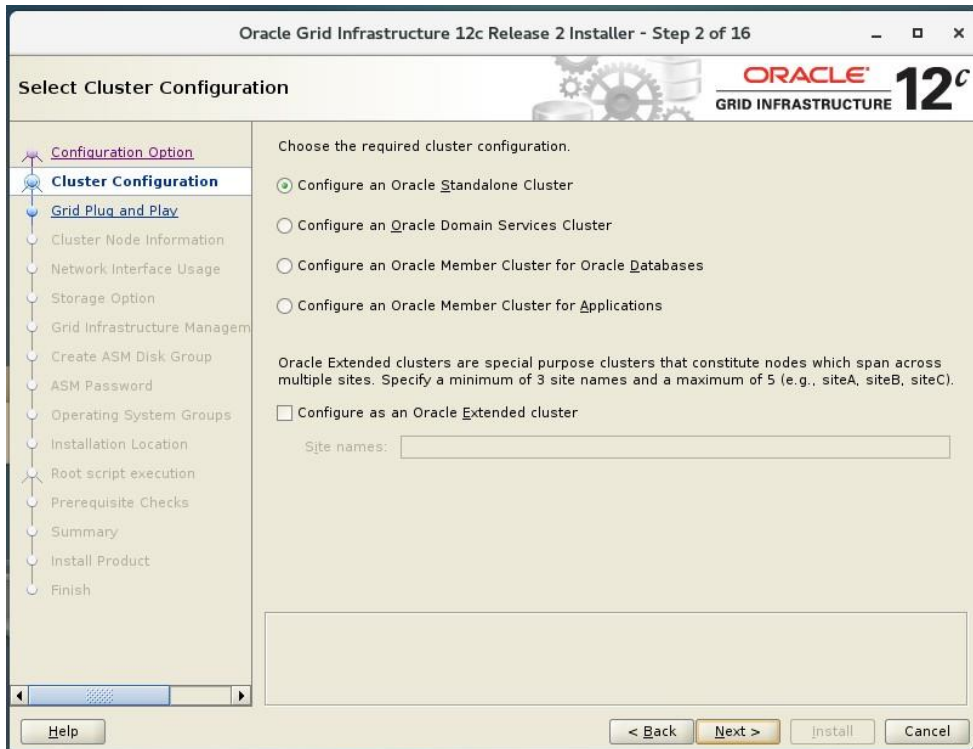 Oracle Grid Infrastructure 12c Release 2 Installer - Step 2 of 16
Select Cluster Configuration
ORACLE
GRID INFRASTRUCTURE
12c
Configuration Option
Cluster Configuration
Grid Plug and Play
Cluster Node Information
Network Interface Usage
Storage Option
Grid Infrastructure Managem
Create ASM Disk Group
ASM Password
Operating System Groups
Installation Location
Root script execution
Prerequisite Checks
Summary
Install Product
Finish
Choose the required cluster configuration.
Configure an Oracle Standalone Cluster
Configure an Oracle Domain Services Cluster
Configure an Oracle Member Cluster for Oracle Databases
Configure an Oracle Member Cluster for Applications
Oracle Extended clusters are special purpose clusters that constitute nodes which span across
multiple sites. Specify a minimum of 3 site names and a maximum of 5 (e.g., siteA, siteB, siteC).
Configure as an Oracle Extended cluster
Site names:
Help
< Back
Next >
Install
Cancel